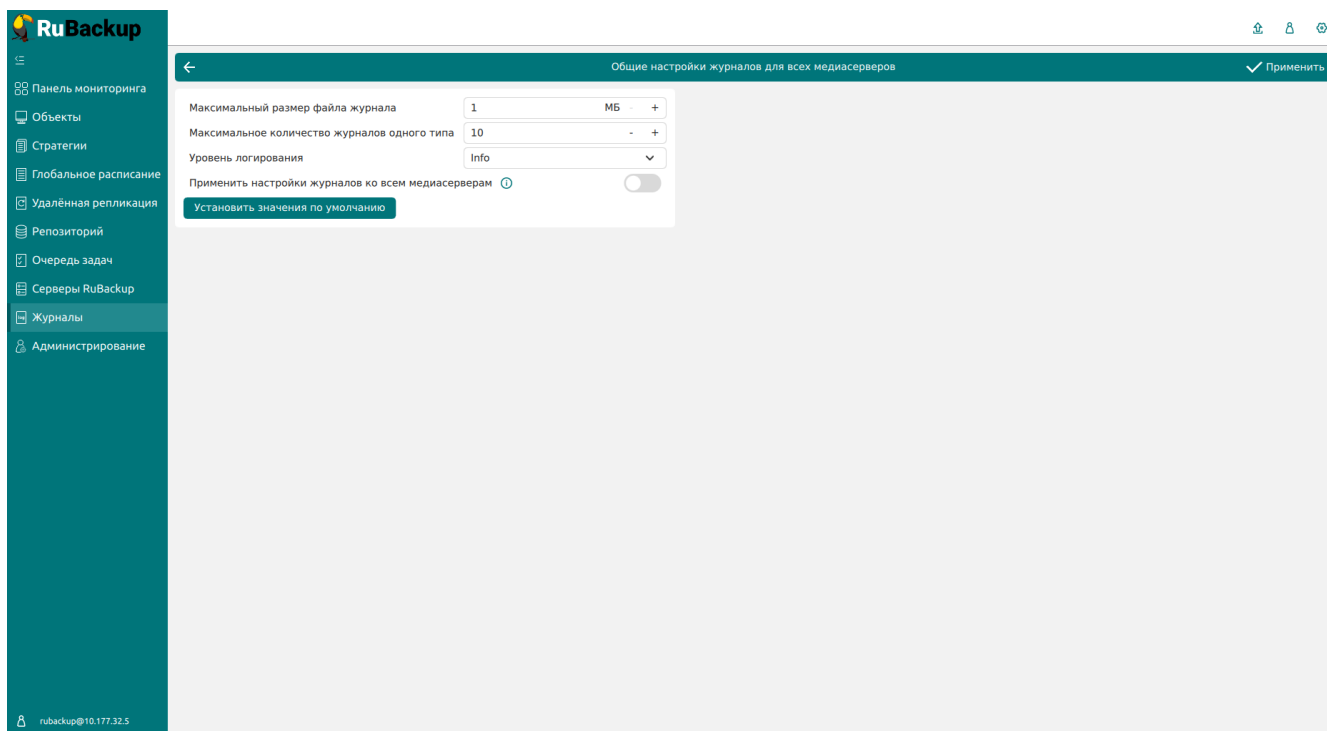 RuBackup
Общие настройки журналов для всех медиасерверов
Применить
Панель мониторинга
Объекты
Стратегии
Глобальное расписание
Удалённая репликация
Репозиторий
Очередь задач
Серверы RuBackup
Журналы
Администрирование
Максимальный размер файла журнала 1 МБ - +
Максимальное количество журналов одного типа 10 - +
Уровень логирования Info
Применить настройки журналов ко всем медиасерверам
Установить значения по умолчанию
rubackup@10.177.32.5